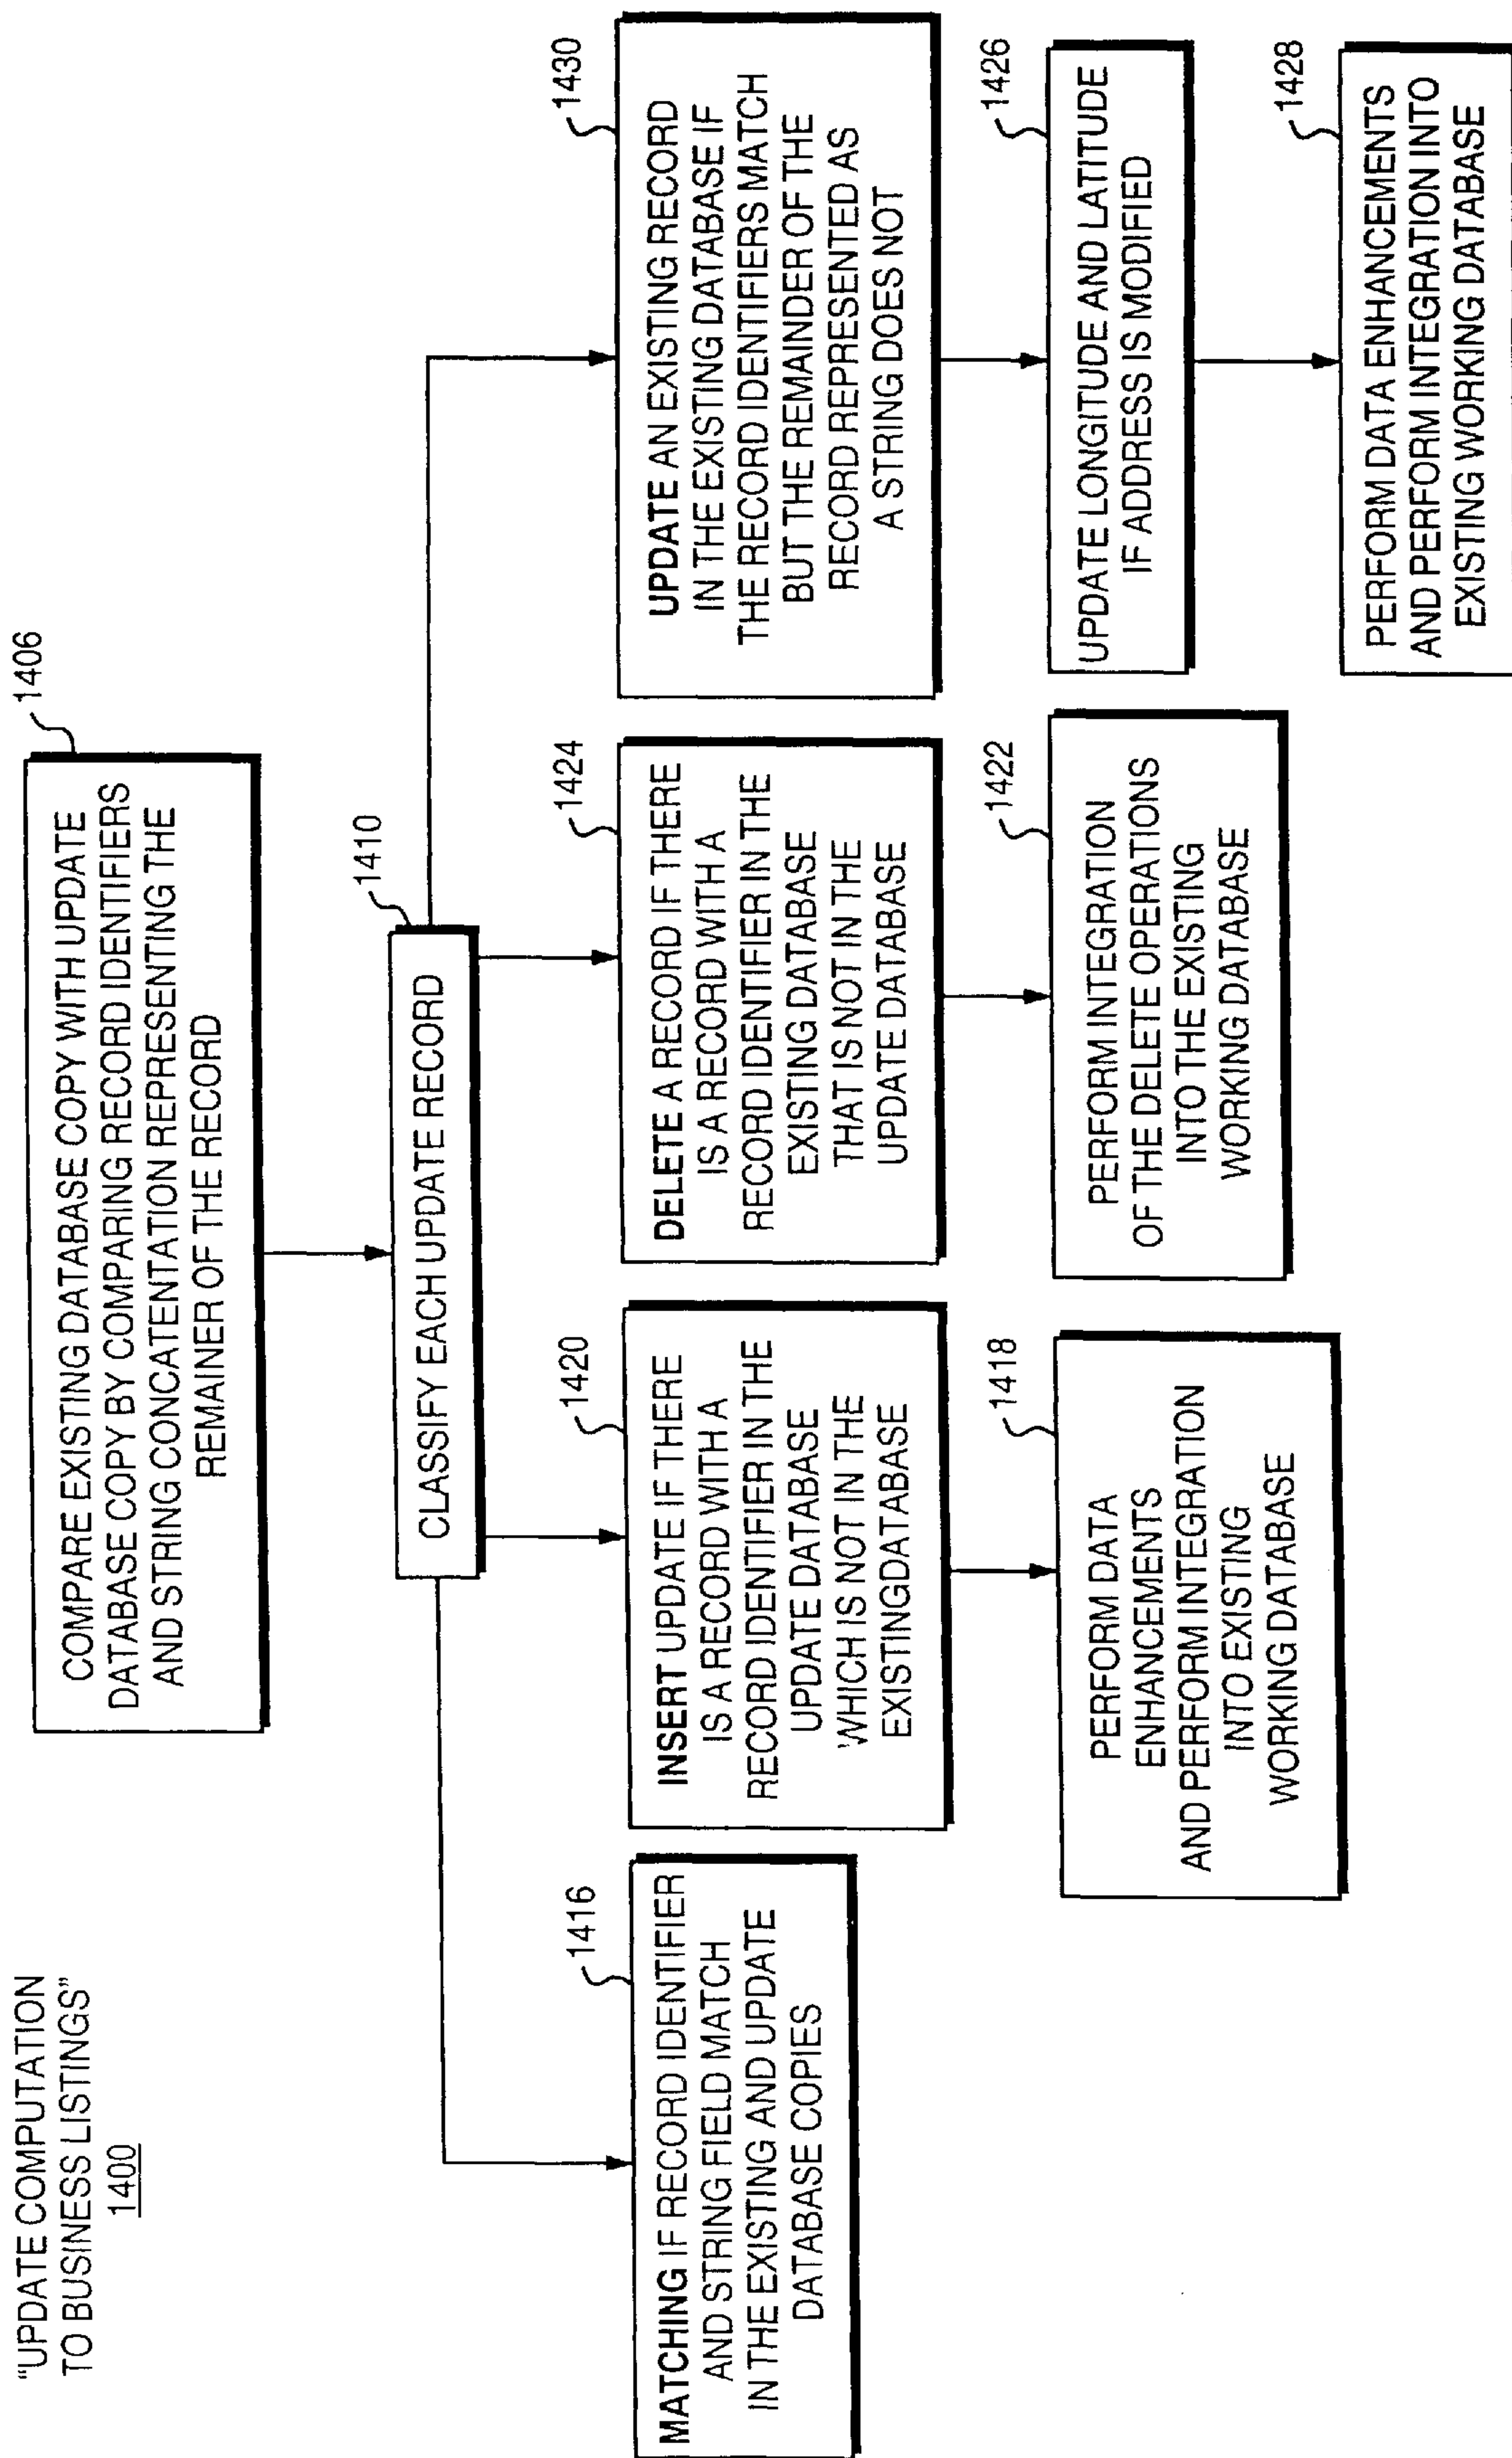 "UPDATE COMPUTATION
TO BUSINESS LISTINGS"
1400
1406
COMPARE EXISTING DATABASE COPY WITH UPDATE
DATABASE COPY BY COMPARING RECORD IDENTIFIERS
AND STRING CONCATENTATION REPRESENTING THE
REMAINER OF THE RECORD
1410
CLASSIFY EACH UPDATE RECORD
1416
MATCHING IF RECORD IDENTIFIER
AND STRING FIELD MATCH
IN THE EXISTING AND UPDATE
DATABASE COPIES
1420
INSERT UPDATE IF THERE
IS A RECORD WITH A
RECORD IDENTIFIER IN THE
UPDATE DATABASE
WHICH IS NOT IN THE
EXISTINGDATABASE
1424
DELETE A RECORD IF THERE
IS A RECORD WITH A
RECORD IDENTIFIER IN THE
EXISTING DATABASE
THAT IS NOT IN THE
UPDATE DATABASE
1430
UPDATE AN EXISTING RECORD
IN THE EXISTING DATABASE IF
THE RECORD IDENTIFIERS MATCH
BUT THE REMAINDER OF THE
RECORD REPRESENTED AS
A STRING DOES NOT
1418
PERFORM DATA
ENHANCEMENTS
AND PERFORM INTEGRATION
INTO EXISTING
WORKING DATABASE
1422
PERFORM INTEGRATION
OF THE DELETE OPERATIONS
INTO THE EXISTING
WORKING DATABASE
1426
UPDATE LONGITUDE AND LATITUDE
IF ADDRESS IS MODIFIED
1428
PERFORM DATA ENHANCEMENTS
AND PERFORM INTEGRATION INTO
EXISTING WORKING DATABASE